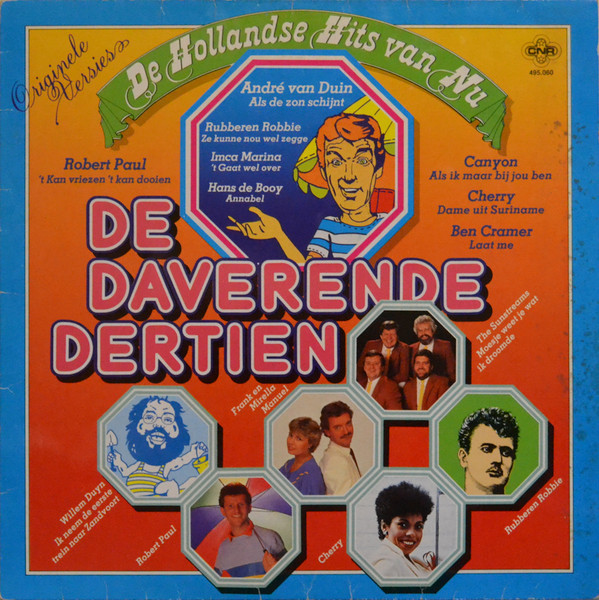 Originele
Versies
De Hollandse Hits van Nu
CNR
495.060
André van Duin
Als de zon schijnt
Rubberen Robbie
Ze kunne nou wel zegge
Imca Marina
't Gaat wel over
Hans de Booy
Annabel
Robert Paul
't Kan vriezen 't kan dooien
Canyon
Als ik maar bij jou ben
Cherry
Dame uit Suriname
Ben Cramer
Laat me
DE
DAVERENDE
DERTIEN
The Sunstreams
Moesje weet je wat
ik droomde
Frank en
Mirella
Manuel
Willem Duyn
Ik neem de eerste
trein naar Zandvoort
Robert Paul
Cherry
Rubberen Robbie